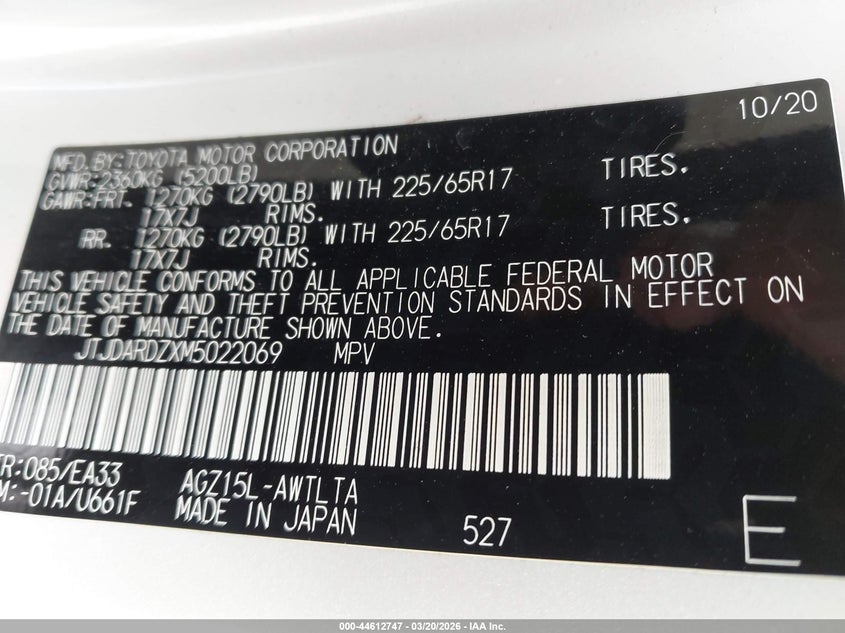 10/20
MFD.BY:TOYOTA MOTOR CORPORATION
GVWR:2360KG (5200LB)
GAWR:FRT. 1270KG (2790LB) WITH 225/65R17 TIRES.
17X7J RIMS.
RR. 1270KG (2790LB) WITH 225/65R17 TIRES.
17X7J RIMS.
THIS VEHICLE CONFORMS TO ALL APPLICABLE FEDERAL MOTOR
VEHICLE SAFETY AND THEFT PREVENTION STANDARDS IN EFFECT ON
THE DATE OF MANUFACTURE SHOWN ABOVE.
JTJDARDZXM5022069 MPV
TR:085/EA33 AGZ15L-AWTLTA
M:-01A/U661F MADE IN JAPAN 527 E
000-44612747 | 03/20/2026 – IAA Inc.